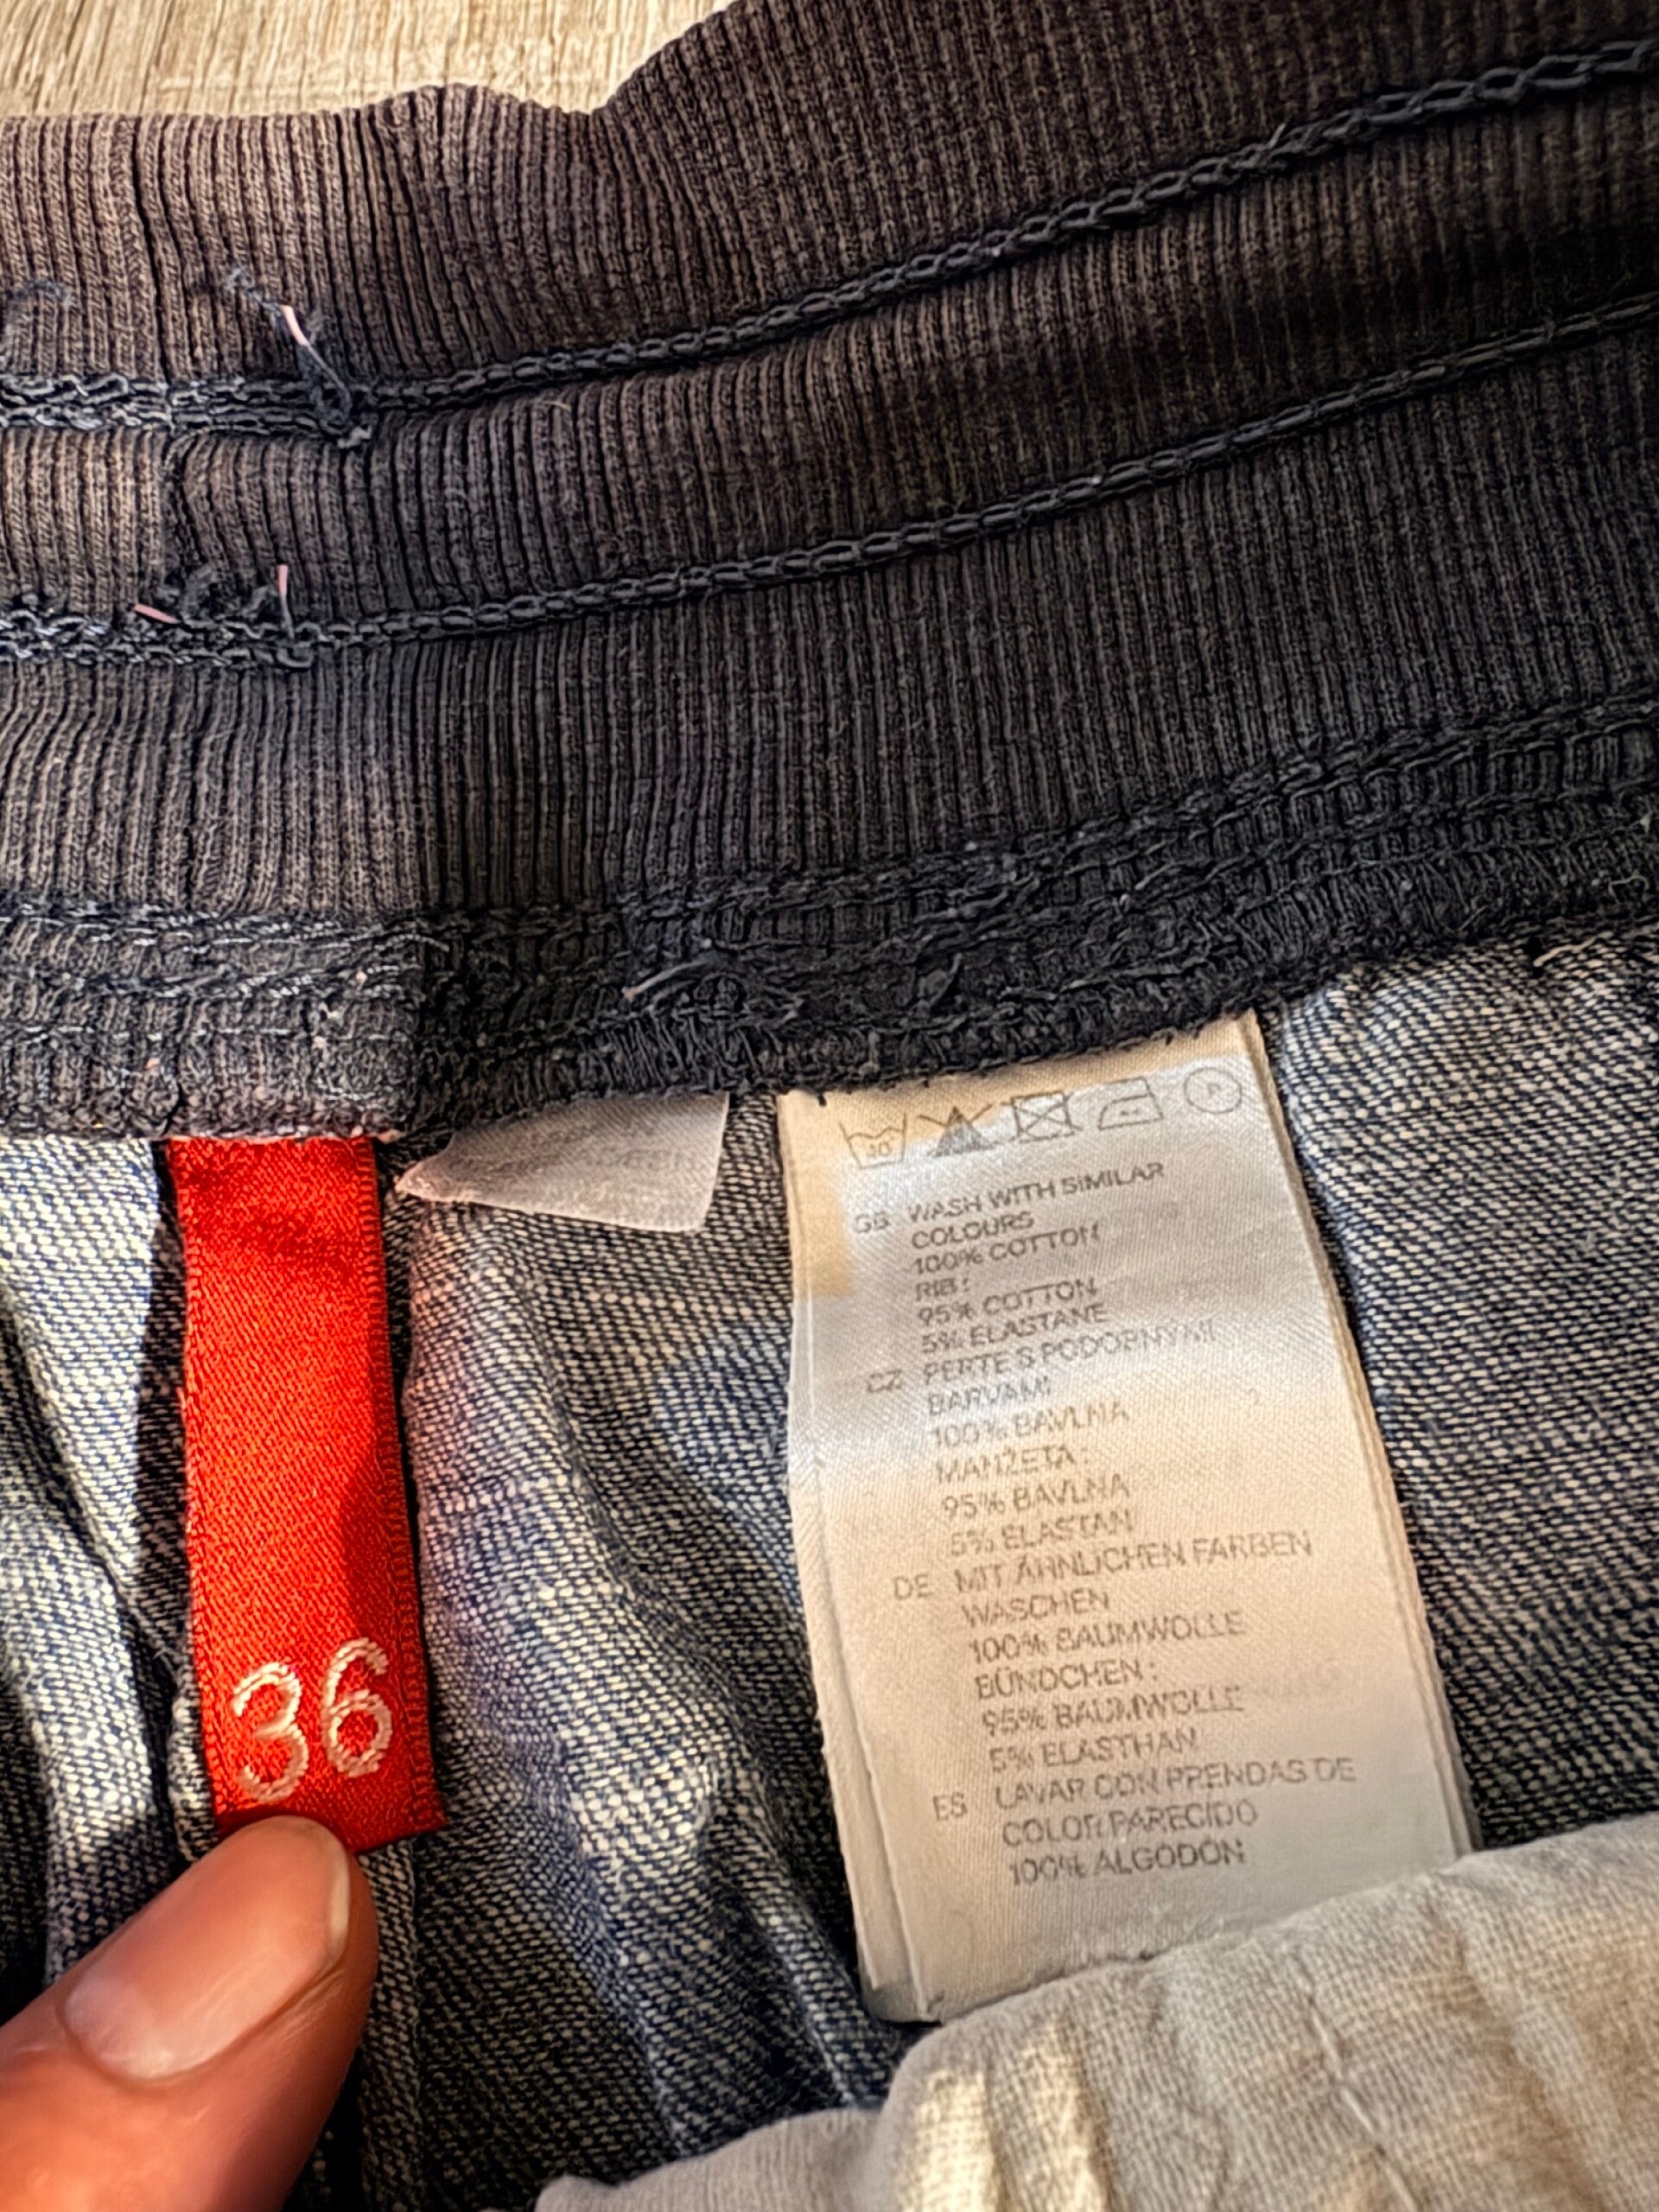 36
30
P
GB WASH WITH SIMILAR
COLOURS
100% COTTON
RIB:
95% COTTON
5% ELASTANE
CZ PERTE S PODOBNÝMI
BARVAMI
100% BAVLNA
MANŽETA:
95% BAVLNA
5% ELASTAN
DE MIT ÄHNLICHEN FARBEN
WASCHEN
100% BAUMWOLLE
BÜNDCHEN:
95% BAUMWOLLE
5% ELASTHAN
ES LAVAR CON PRENDAS DE
COLOR PARECIDO
100% ALGODÓN